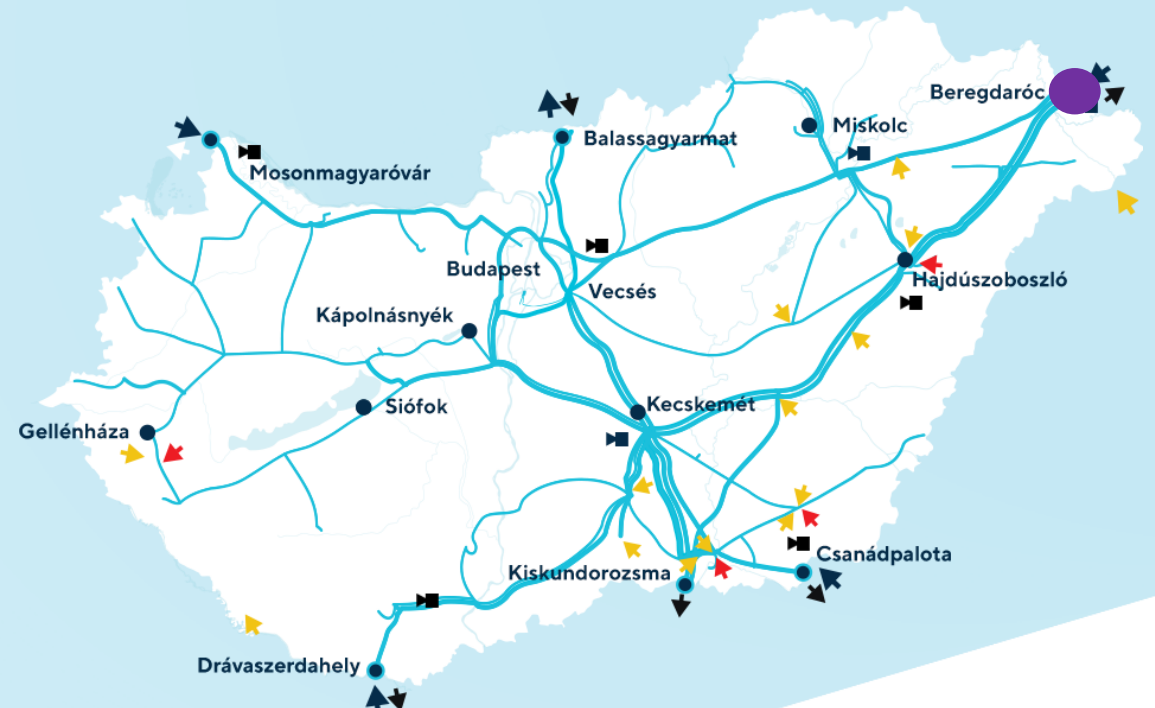 Beregdaróc
Miskolc
Balassagyarmat
Mosonmagyaróvár
Budapest
Hajdúszoboszló
Vecsés
Kápolnásnyék
Kecskemét
Siófok
Gellénháza
Csanádpalota
Kiskundorozsma
Drávaszerdahely